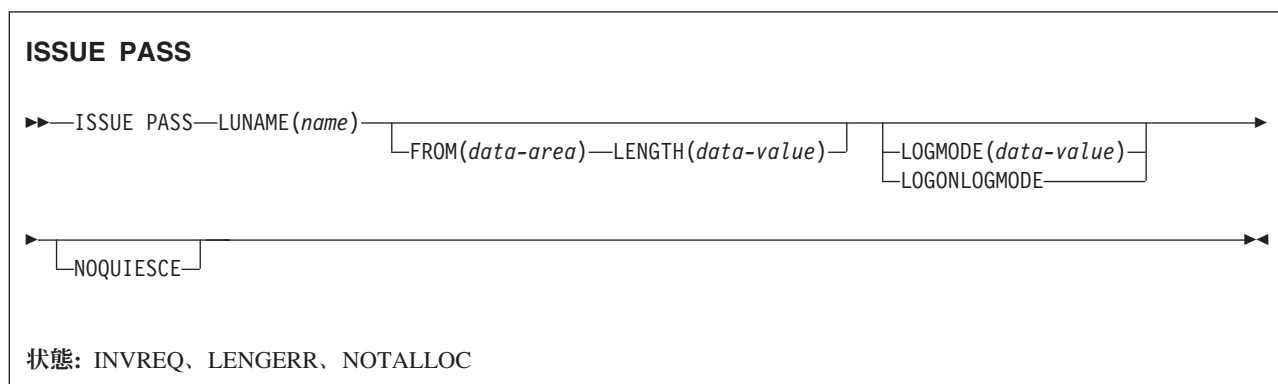 ISSUE PASS
ISSUE PASS LUNAME(name)
FROM(data-area) LENGTH(data-value)
LOGMODE(data-value)
LOGONLOGMODE
NOQUIESCE
状態: INVREQ、LENGERR、NOTALLOC